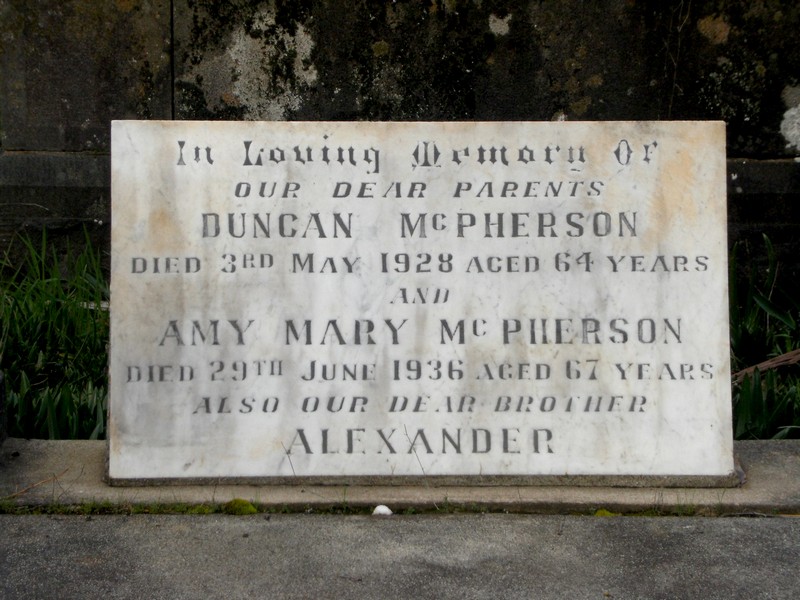 In Loving Memory Of
OUR DEAR PARENTS
DUNCAN McPHERSON
DIED 3RD MAY 1928 AGED 64 YEARS
AND
AMY MARY McPHERSON
DIED 29TH JUNE 1936 AGED 67 YEARS
ALSO OUR DEAR BROTHER
ALEXANDER